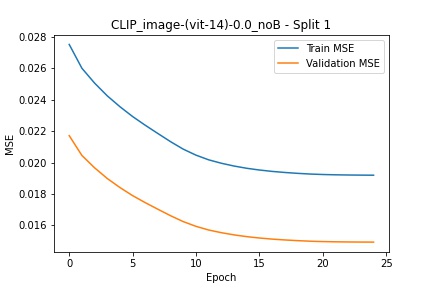 CLIP_image-(vit-14)-0.0_noB - Split 1
Train MSE
Validation MSE
0.028
0.026
0.024
0.022
0.020
0.018
0.016
MSE
0 5 10 15 20 25
Epoch